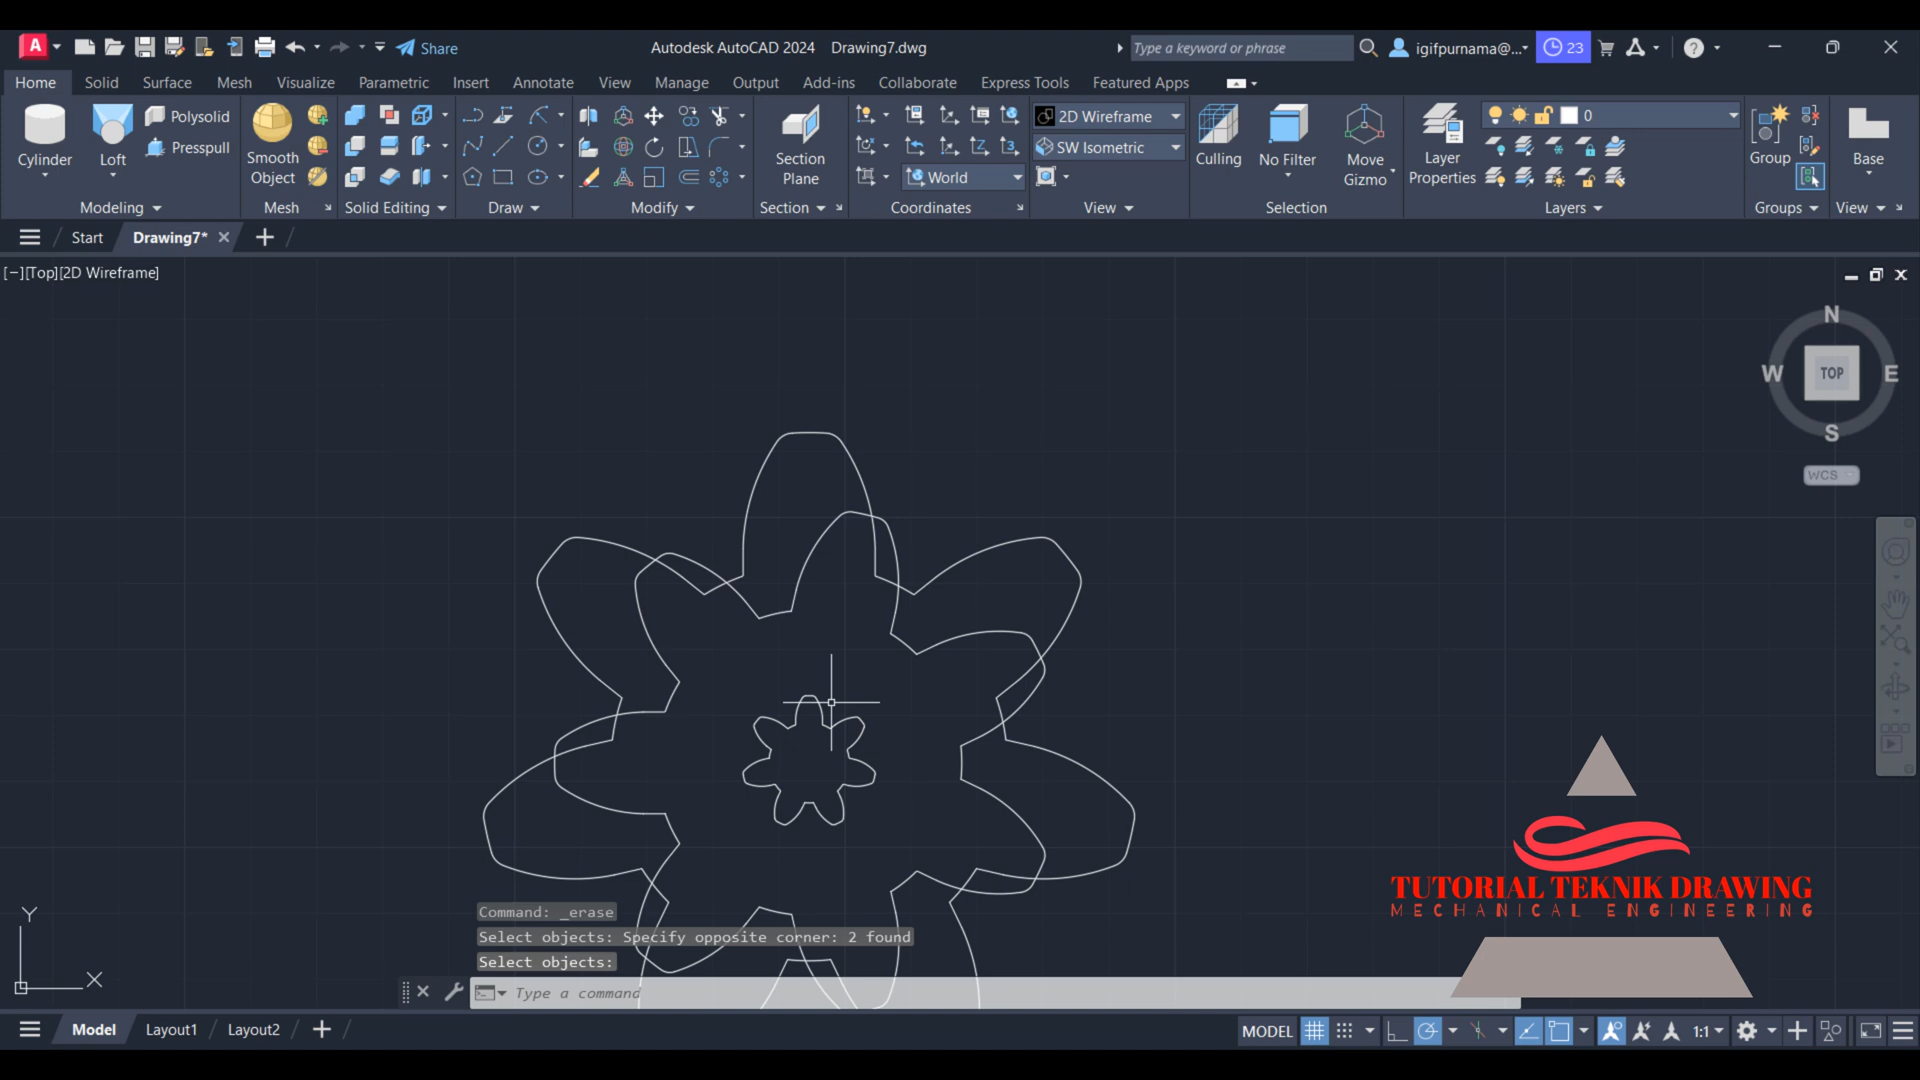 A
Share
Autodesk AutoCAD 2024 Drawing7.dwg
Type a keyword or phrase
igifpurnama@...
23
?
Home Solid Surface Mesh Visualize Parametric Insert Annotate View Manage Output Add-ins Collaborate Express Tools Featured Apps
Cylinder
Loft
Polysolid
Presspull
Modeling
Smooth
Object
Mesh
Solid Editing
Draw
Modify
Section
Plane
Section
World
Coordinates
2D Wireframe
SW Isometric
View
Culling
No Filter
Move
Gizmo
Selection
Layer
Properties
0
Layers
Group
Groups
Base
View
Start
Drawing7*
[−][Top][2D Wireframe]
N
W
TOP
E
S
WCS
TUTORIAL TEKNIK DRAWING
MECHANICAL ENGINEERING
Y
X
Command: _erase
Select objects: Specify opposite corner: 2 found
Select objects:
Type a command
Model Layout1 Layout2
MODEL
1:1